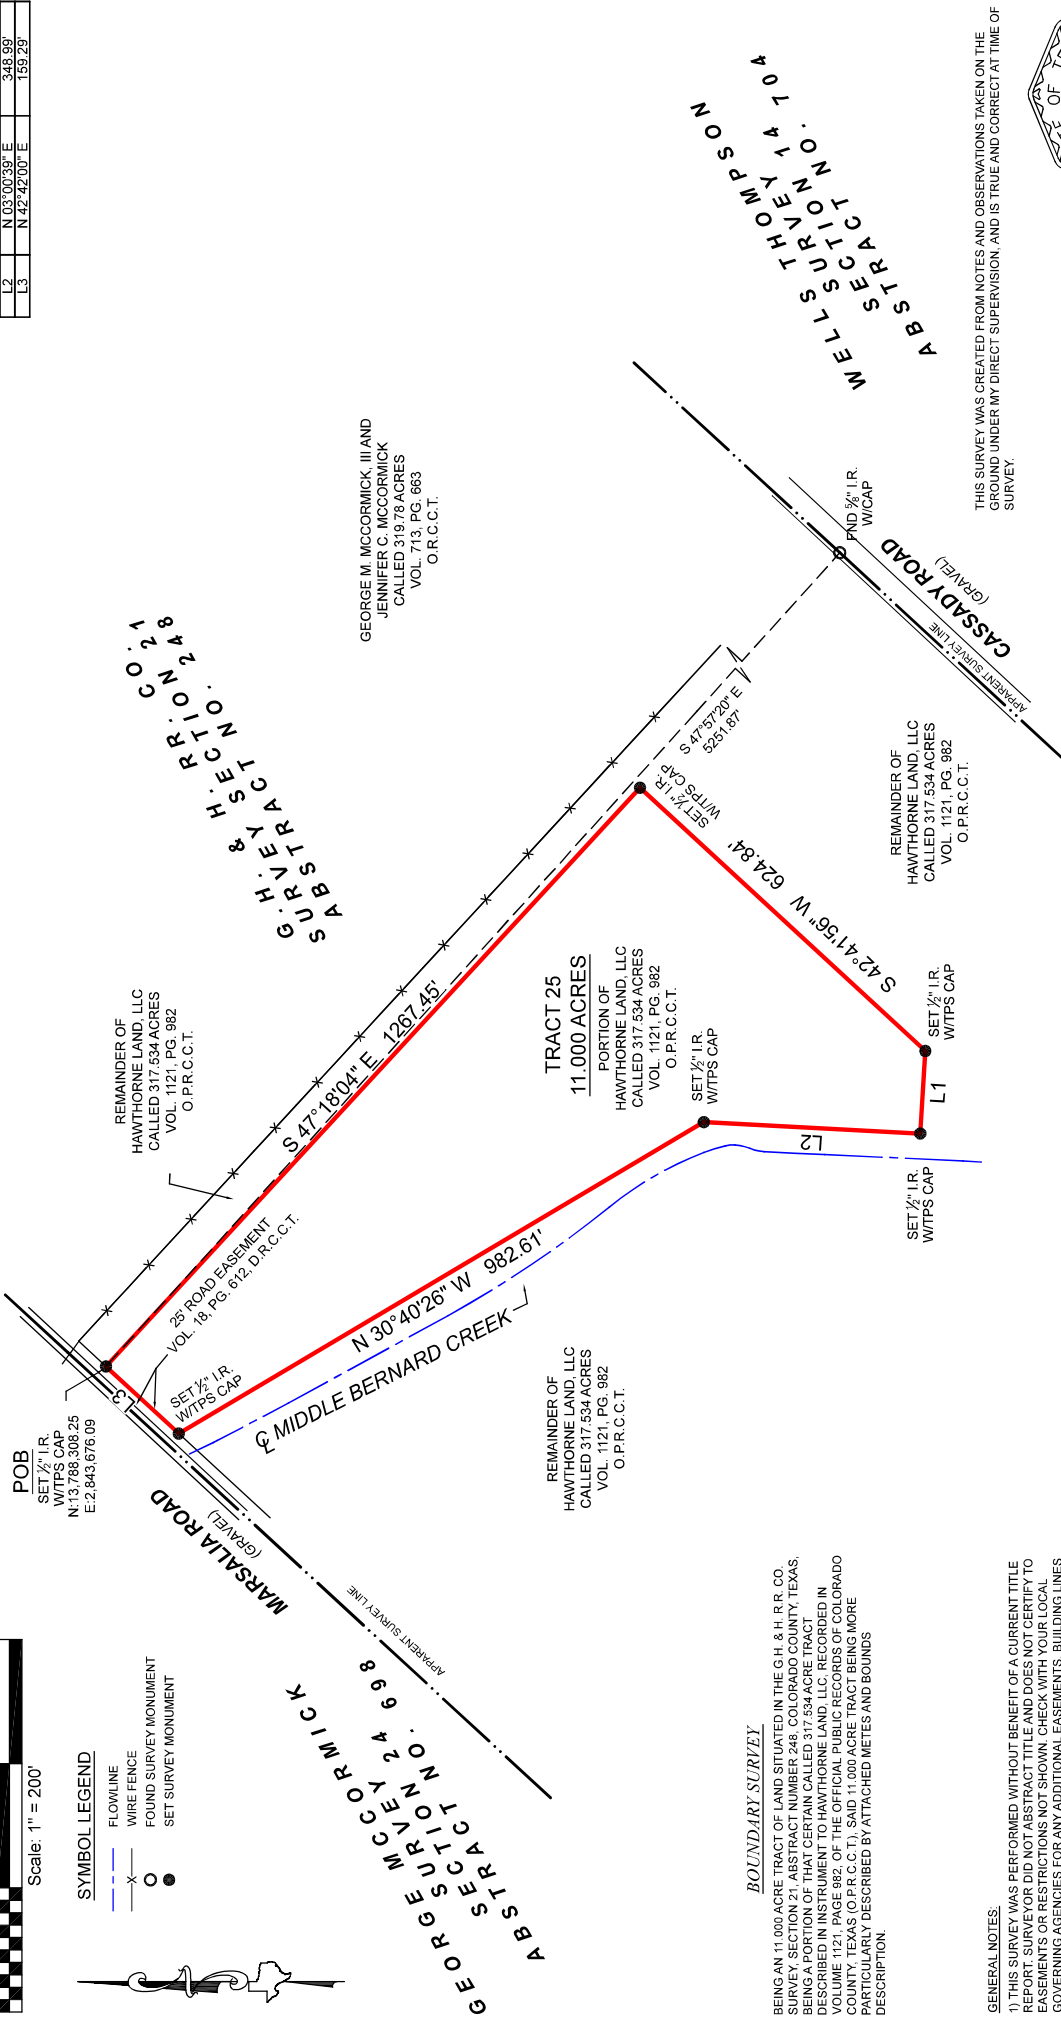 L2 N 03°00'39" E 348.99'
L3 N 42°42'00" E 159.29'
Scale: 1" = 200'
SYMBOL LEGEND
FLOWLINE
WIRE FENCE
FOUND SURVEY MONUMENT
SET SURVEY MONUMENT
POB
SET ½" I.R.
W/TPS CAP
N:13,788,308.25
E:2,843,676.09
L3
MARSALIA ROAD
(GRAVEL)
APPARENT SURVEY LINE
SET ½" I.R.
W/TPS CAP
25' ROAD EASEMENT
VOL. 18, PG. 612, D.R.C.C.T.
REMAINDER OF
HAWTHORNE LAND, LLC
CALLED 317.534 ACRES
VOL. 1121, PG. 982
O.P.R.C.C.T.
G.H. & H. RR. CO.
SURVEY SECTION 21
ABSTRACT NO. 248
GEORGE M. MCCORMICK, III AND
JENNIFER C. MCCORMICK
CALLED 319.78 ACRES
VOL. 713, PG. 663
O.R.C.C.T.
S 47°18'04" E 1267.45'
GEORGE MCCORMICK
SURVEY 24
SECTION 698
ABSTRACT NO.
N 30°40'26" W 982.61'
℄ MIDDLE BERNARD CREEK
TRACT 25
11.000 ACRES
PORTION OF
HAWTHORNE LAND, LLC
CALLED 317.534 ACRES
VOL. 1121, PG. 982
O.P.R.C.C.T.
SET ½" I.R.
W/TPS CAP
S 47°57'20" E
5251.87'
SET ½" I.R.
W/TPS CAP
WELLS THOMPSON
SURVEY 14
SECTION 704
ABSTRACT NO.
REMAINDER OF
HAWTHORNE LAND, LLC
CALLED 317.534 ACRES
VOL. 1121, PG. 982
O.P.R.C.C.T.
L2
S 42°41'56" W 624.84'
FND ⅝" I.R.
W/CAP
CASSADY ROAD
(GRAVEL)
APPARENT SURVEY LINE
SET ½" I.R.
W/TPS CAP
L1
SET ½" I.R.
W/TPS CAP
REMAINDER OF
HAWTHORNE LAND, LLC
CALLED 317.534 ACRES
VOL. 1121, PG. 982
O.P.R.C.C.T.
BOUNDARY SURVEY
BEING AN 11.000 ACRE TRACT OF LAND SITUATED IN THE G.H. & H. R.R. CO.
SURVEY, SECTION 21, ABSTRACT NUMBER 248, COLORADO COUNTY, TEXAS,
BEING A PORTION OF THAT CERTAIN CALLED 317.534 ACRE TRACT
DESCRIBED IN INSTRUMENT TO HAWTHORNE LAND, LLC, RECORDED IN
VOLUME 1121, PAGE 982, OF THE OFFICIAL PUBLIC RECORDS OF COLORADO
COUNTY, TEXAS (O.P.R.C.C.T.), SAID 11.000 ACRE TRACT BEING MORE
PARTICULARLY DESCRIBED BY ATTACHED METES AND BOUNDS
DESCRIPTION.
THIS SURVEY WAS CREATED FROM NOTES AND OBSERVATIONS TAKEN ON THE
GROUND UNDER MY DIRECT SUPERVISION, AND IS TRUE AND CORRECT AT TIME OF
SURVEY.
GENERAL NOTES:
1) THIS SURVEY WAS PERFORMED WITHOUT BENEFIT OF A CURRENT TITLE
REPORT. SURVEYOR DID NOT ABSTRACT TITLE AND DOES NOT CERTIFY TO
EASEMENTS OR RESTRICTIONS NOT SHOWN. CHECK WITH YOUR LOCAL
GOVERNING AGENCIES FOR ANY ADDITIONAL EASEMENTS, BUILDING LINES
OF